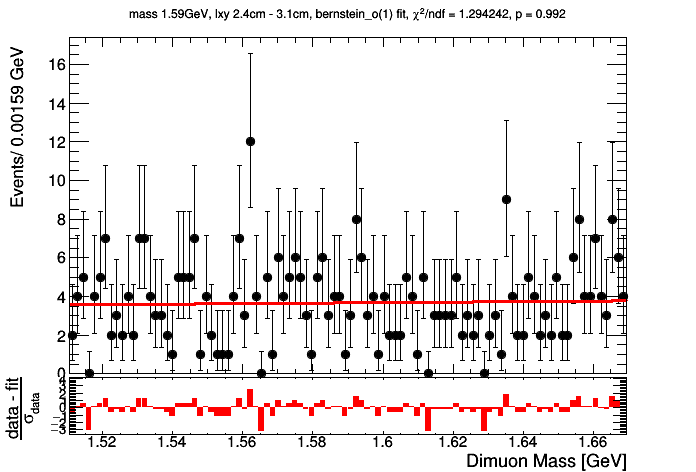 mass 1.59GeV, lxy 2.4cm - 3.1cm, bernstein_o(1) fit, χ²/ndf = 1.294242, p = 0.992
Events/ 0.00159 GeV
16
14
12
10
8
6
4
2
0
data - fit
σdata
4
3
2
1
0
−1
−2
−3
1.52 1.54 1.56 1.58 1.6 1.62 1.64 1.66
Dimuon Mass [GeV]